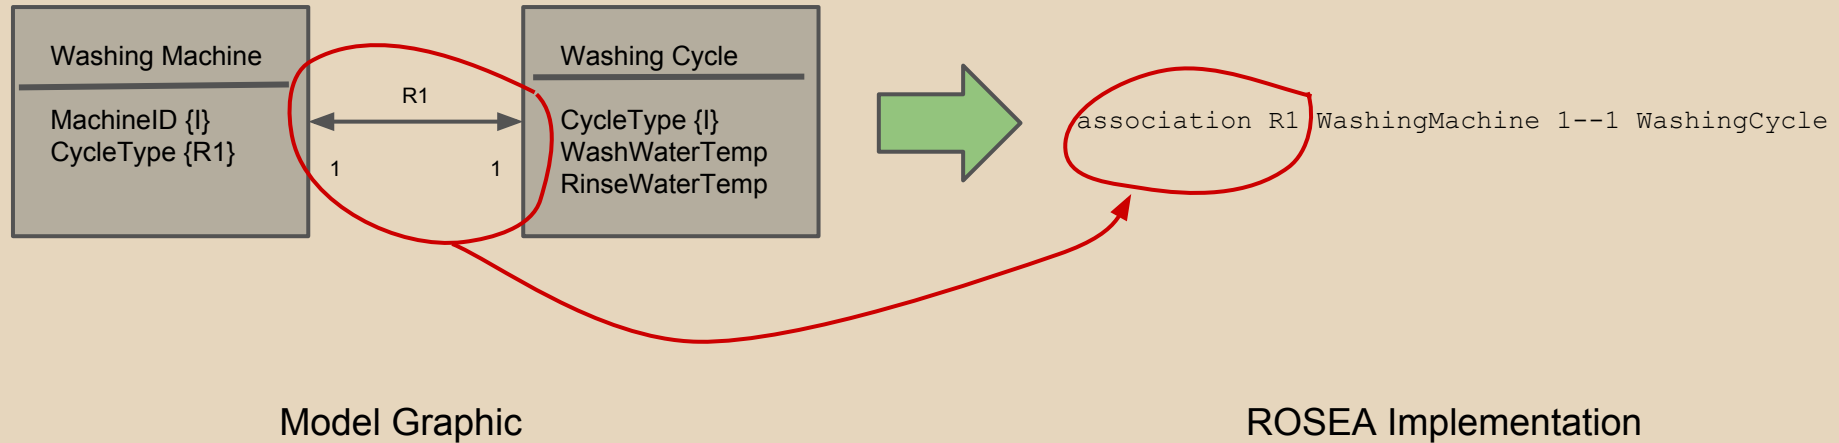 Washing Machine
MachineID {I}
CycleType {R1}
R1
1
1
Washing Cycle
CycleType {I}
WashWaterTemp
RinseWaterTemp
association R1 WashingMachine 1--1 WashingCycle
Model Graphic
ROSEA Implementation